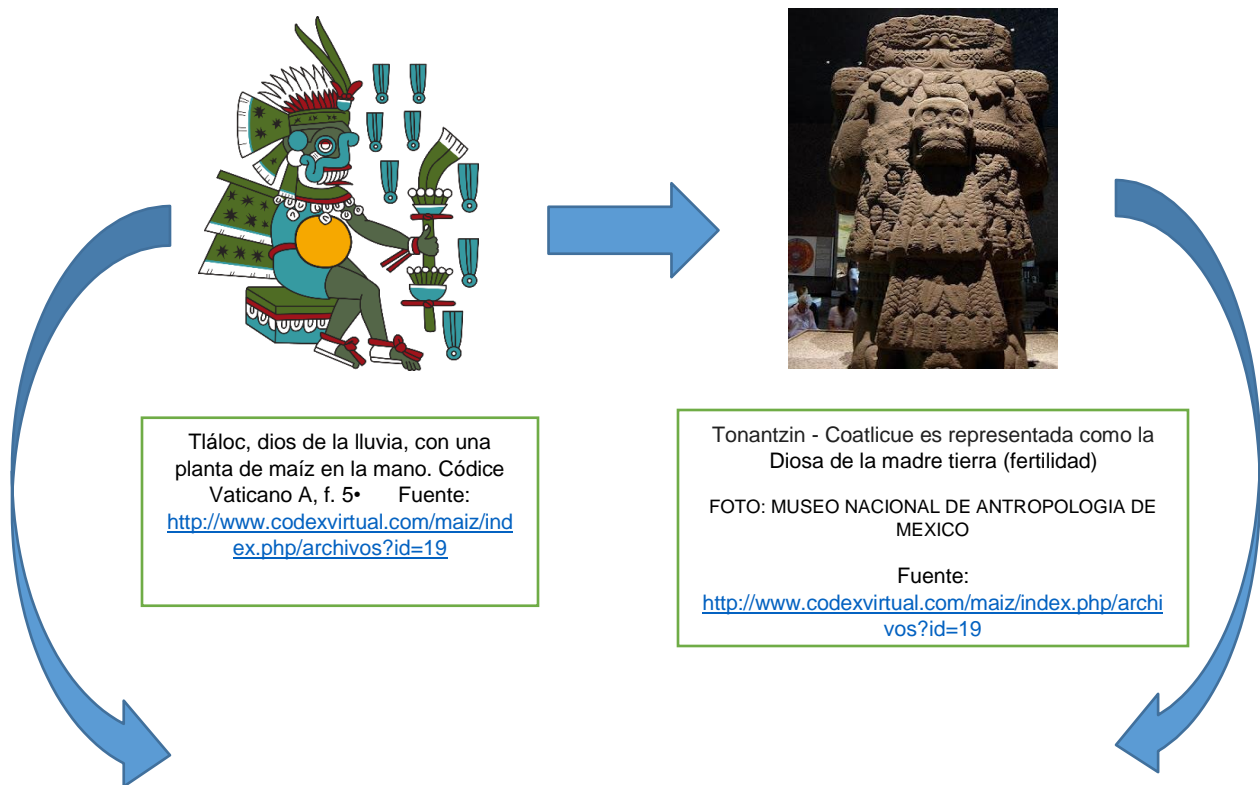 Tláloc, dios de la lluvia, con una
planta de maíz en la mano. Códice
Vaticano A, f. 5• Fuente:
http://www.codexvirtual.com/maiz/ind
ex.php/archivos?id=19
Tonantzin - Coatlicue es representada como la
Diosa de la madre tierra (fertilidad)
FOTO: MUSEO NACIONAL DE ANTROPOLOGIA DE
MEXICO
Fuente:
http://www.codexvirtual.com/maiz/index.php/archi
vos?id=19